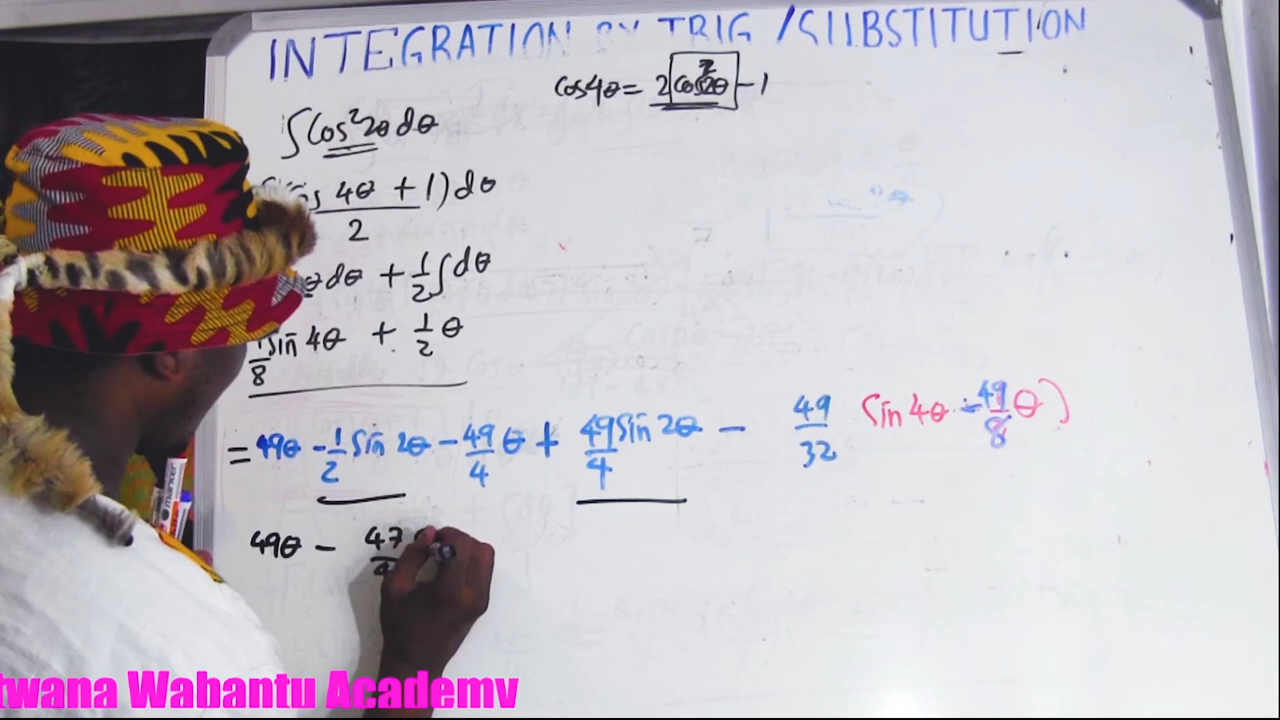 INTEGRATION BY TRIG /SUBSTITUTION
cos4θ = 2cos²2θ - 1
∫Cos²2θ dθ
4θ + 1) dθ
2
θ dθ + 1/2 ∫dθ
1/8 sin 4θ + 1/2 θ
= 49θ - 1/2 sin 2θ - 49/4 θ + 49/4 sin 2θ - 49/32 sin 4θ - 49/8 θ)
49θ - 47
marker
twana Wabantu Academy